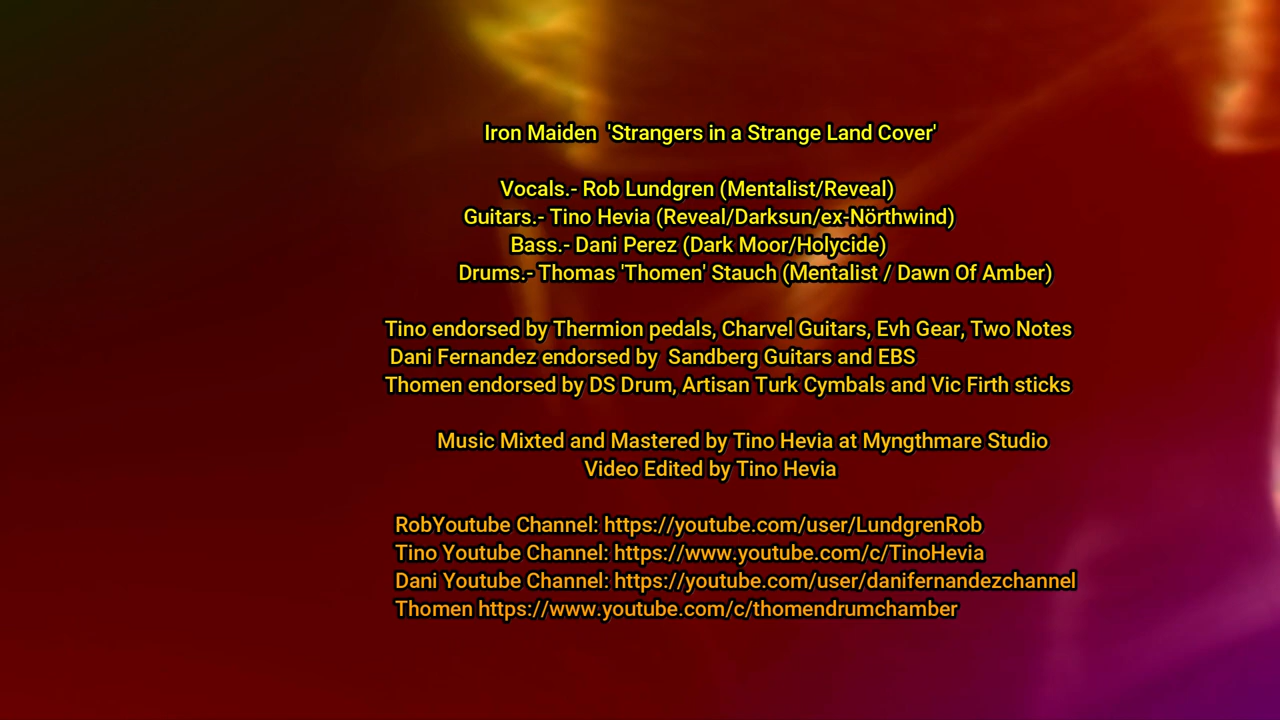 Iron Maiden 'Strangers in a Strange Land Cover'
Vocals.- Rob Lundgren (Mentalist/Reveal)
Guitars.- Tino Hevia (Reveal/Darksun/ex-Nörthwind)
Bass.- Dani Perez (Dark Moor/Holycide)
Drums.- Thomas 'Thomen' Stauch (Mentalist / Dawn Of Amber)
Tino endorsed by Thermion pedals, Charvel Guitars, Evh Gear, Two Notes
Dani Fernandez endorsed by Sandberg Guitars and EBS
Thomen endorsed by DS Drum, Artisan Turk Cymbals and Vic Firth sticks
Music Mixted and Mastered by Tino Hevia at Myngthmare Studio
Video Edited by Tino Hevia
RobYoutube Channel: https://youtube.com/user/LundgrenRob
Tino Youtube Channel: https://www.youtube.com/c/TinoHevia
Dani Youtube Channel: https://youtube.com/user/danifernandezchannel
Thomen https://www.youtube.com/c/thomendrumchamber